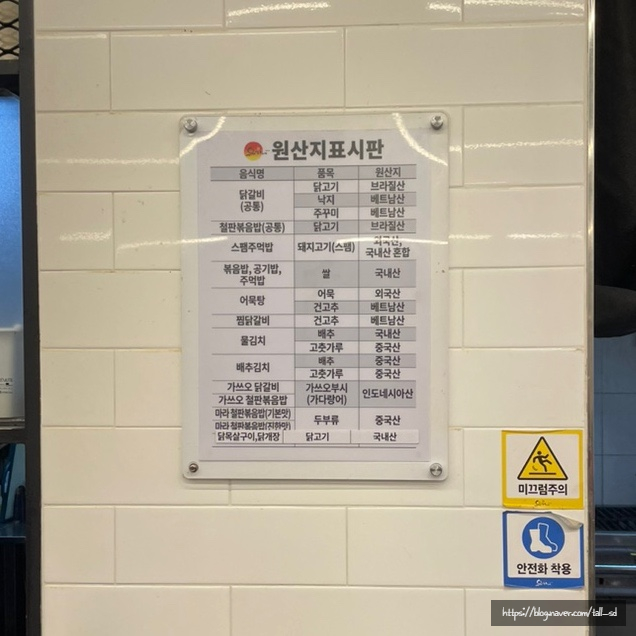 원산지표시판
음식명 품목 원산지
닭갈비 (공통) 닭고기 브라질산
낙지 베트남산
주꾸미 베트남산
철판볶음밥(공통) 닭고기 브라질산
스팸주먹밥 돼지고기(스팸) 외국산, 국내산 혼합
볶음밥, 공기밥, 주먹밥 쌀 국내산
어묵탕 어묵 외국산
건고추 베트남산
찜닭갈비 건고추 베트남산
물김치 배추 국내산
고춧가루 중국산
배추김치 배추 중국산
고춧가루 중국산
가쓰오 닭갈비 가쓰오부시 (가다랑어) 인도네시아산
가쓰오 철판볶음밥
마라 철판볶음밥(기본맛) 두부류 중국산
마라 철판볶음밥(진한맛)
닭목살구이,닭개장 닭고기 국내산
미끄럼주의
안전화 착용
https://blog.naver.com/tall-sd